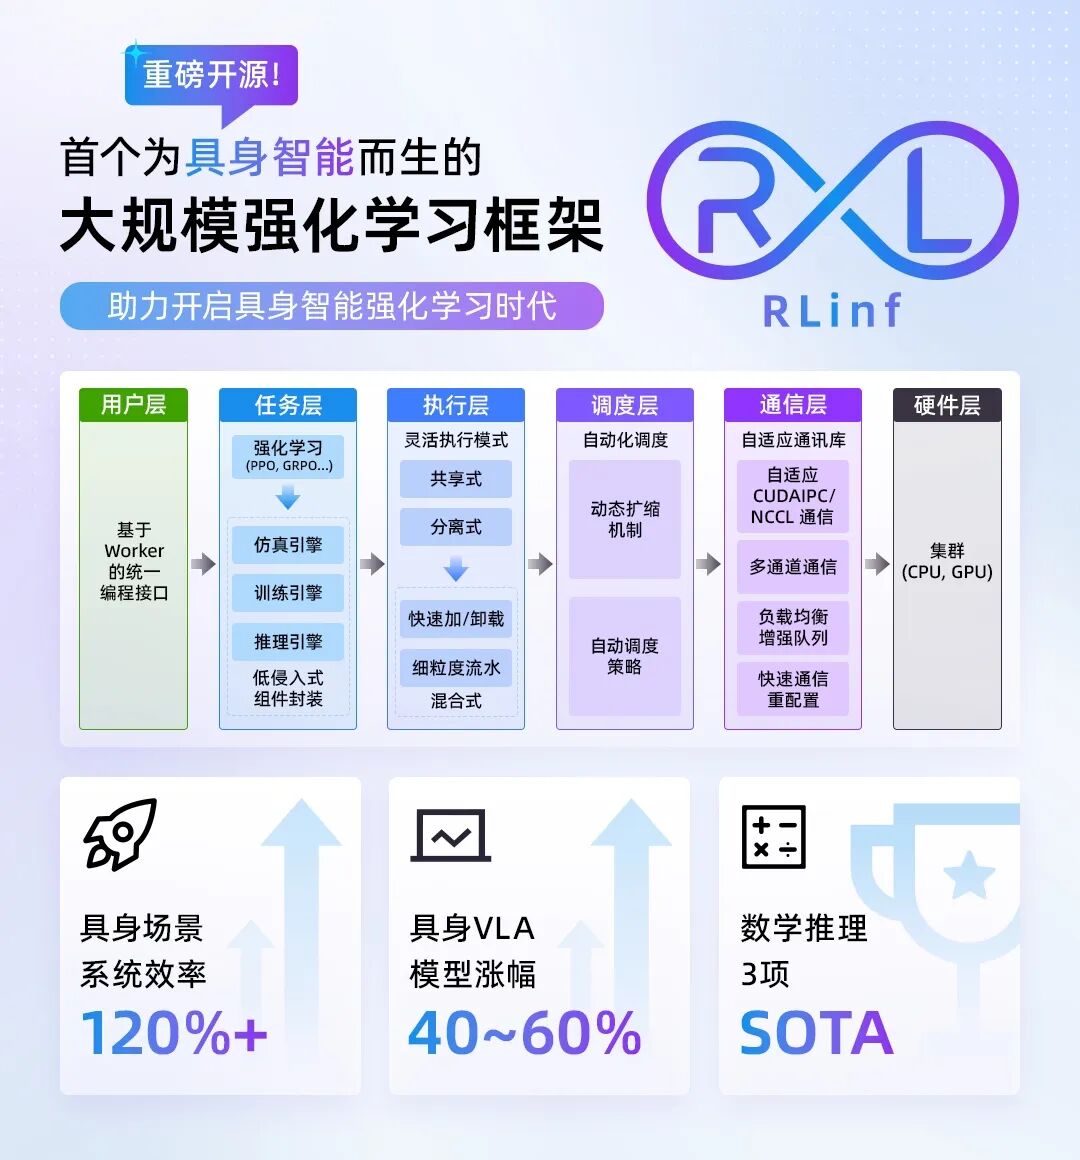 重磅开源!
首个为具身智能而生的
大规模强化学习框架
助力开启具身智能强化学习时代
RL
RLinf
用户层
基于
Worker
的统一
编程接口
任务层
强化学习
(PPO, GRPO...)
仿真引擎
训练引擎
推理引擎
低侵入式
组件封装
执行层
灵活执行模式
共享式
分离式
快速加/卸载
细粒度流水
混合式
调度层
自动化调度
动态扩缩
机制
自动调度
策略
通信层
自适应通讯库
自适应
CUDAIPC/
NCCL 通信
多通道通信
负载均衡
增强队列
快速通信
重配置
硬件层
集群
(CPU, GPU)
具身场景
系统效率
120%+
具身VLA
模型涨幅
40~60%
数学推理
3项
SOTA